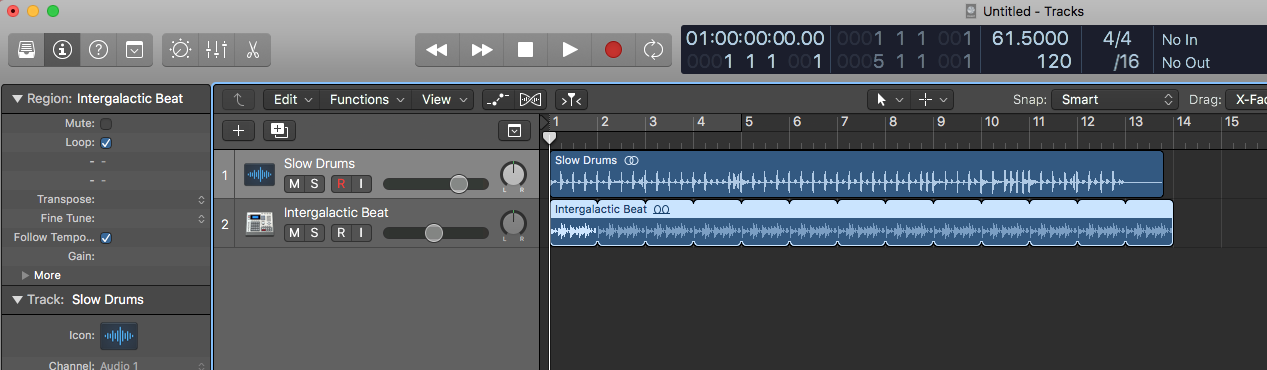 Untitled - Tracks
01:00:00:00.00 0001 1 1 001 61.5000 4/4 No In
0001 1 1 001 0005 1 1 001 120 /16 No Out
Region: Intergalactic Beat
Edit Functions View Snap: Smart Drag: X-Fa
Mute:
1 2 3 4 5 6 7 8 9 10 11 12 13 14 15
Loop:
- -
- -
Transpose:
Fine Tune:
Follow Tempo...
Gain:
More
1 Slow Drums
M S R I
L R
Slow Drums
2 Intergalactic Beat
M S R I
L R
Intergalactic Beat
Track: Slow Drums
Icon:
Channel: Audio 1